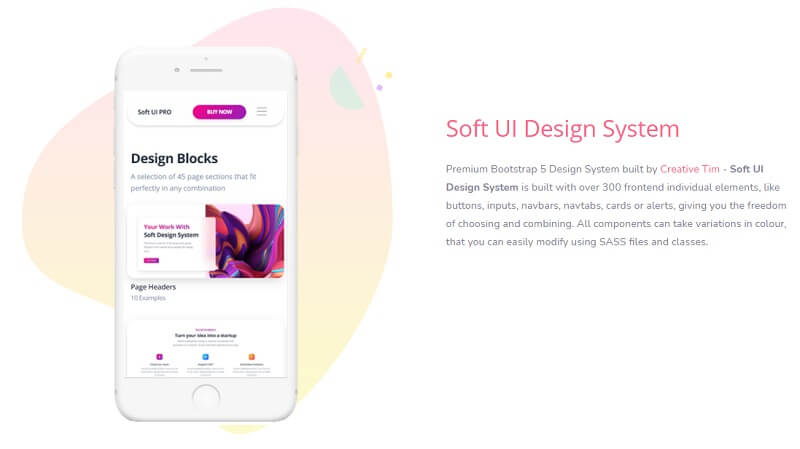 Soft UI PRO
BUY NOW
Design Blocks
A selection of 45 page sections that fit
perfectly in any combination
Your Work With
Soft Design System
Page Headers
10 Examples
Turn your idea into a startup
Soft UI Design System
Premium Bootstrap 5 Design System built by Creative Tim - Soft UI
Design System is built with over 300 frontend individual elements, like
buttons, inputs, navbars, navtabs, cards or alerts, giving you the freedom
of choosing and combining. All components can take variations in colour,
that you can easily modify using SASS files and classes.